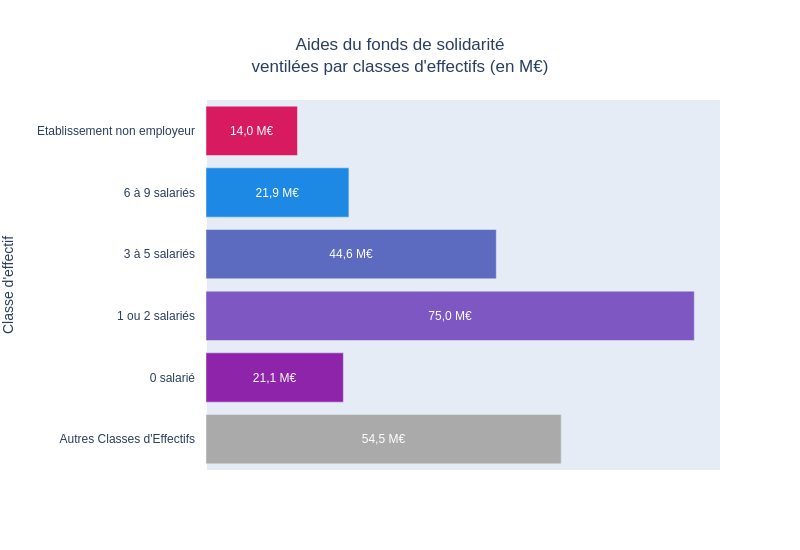 Aides du fonds de solidarité
ventilées par classes d'effectifs (en M€)
Classe d'effectif
Etablissement non employeur
14,0 M€
6 à 9 salariés
21,9 M€
3 à 5 salariés
44,6 M€
1 ou 2 salariés
75,0 M€
0 salarié
21,1 M€
Autres Classes d'Effectifs
54,5 M€